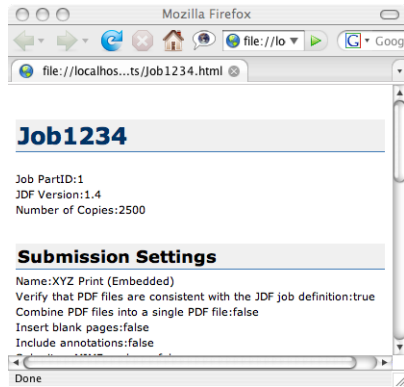 Mozilla Firefox
file://lo
G Goog
file://localhos...ts/Job1234.html
Job1234
Job PartID:1
JDF Version:1.4
Number of Copies:2500
Submission Settings
Name:XYZ Print (Embedded)
Verify that PDF files are consistent with the JDF job definition:true
Combine PDF files into a single PDF file:false
Insert blank pages:false
Include annotations:false
Done